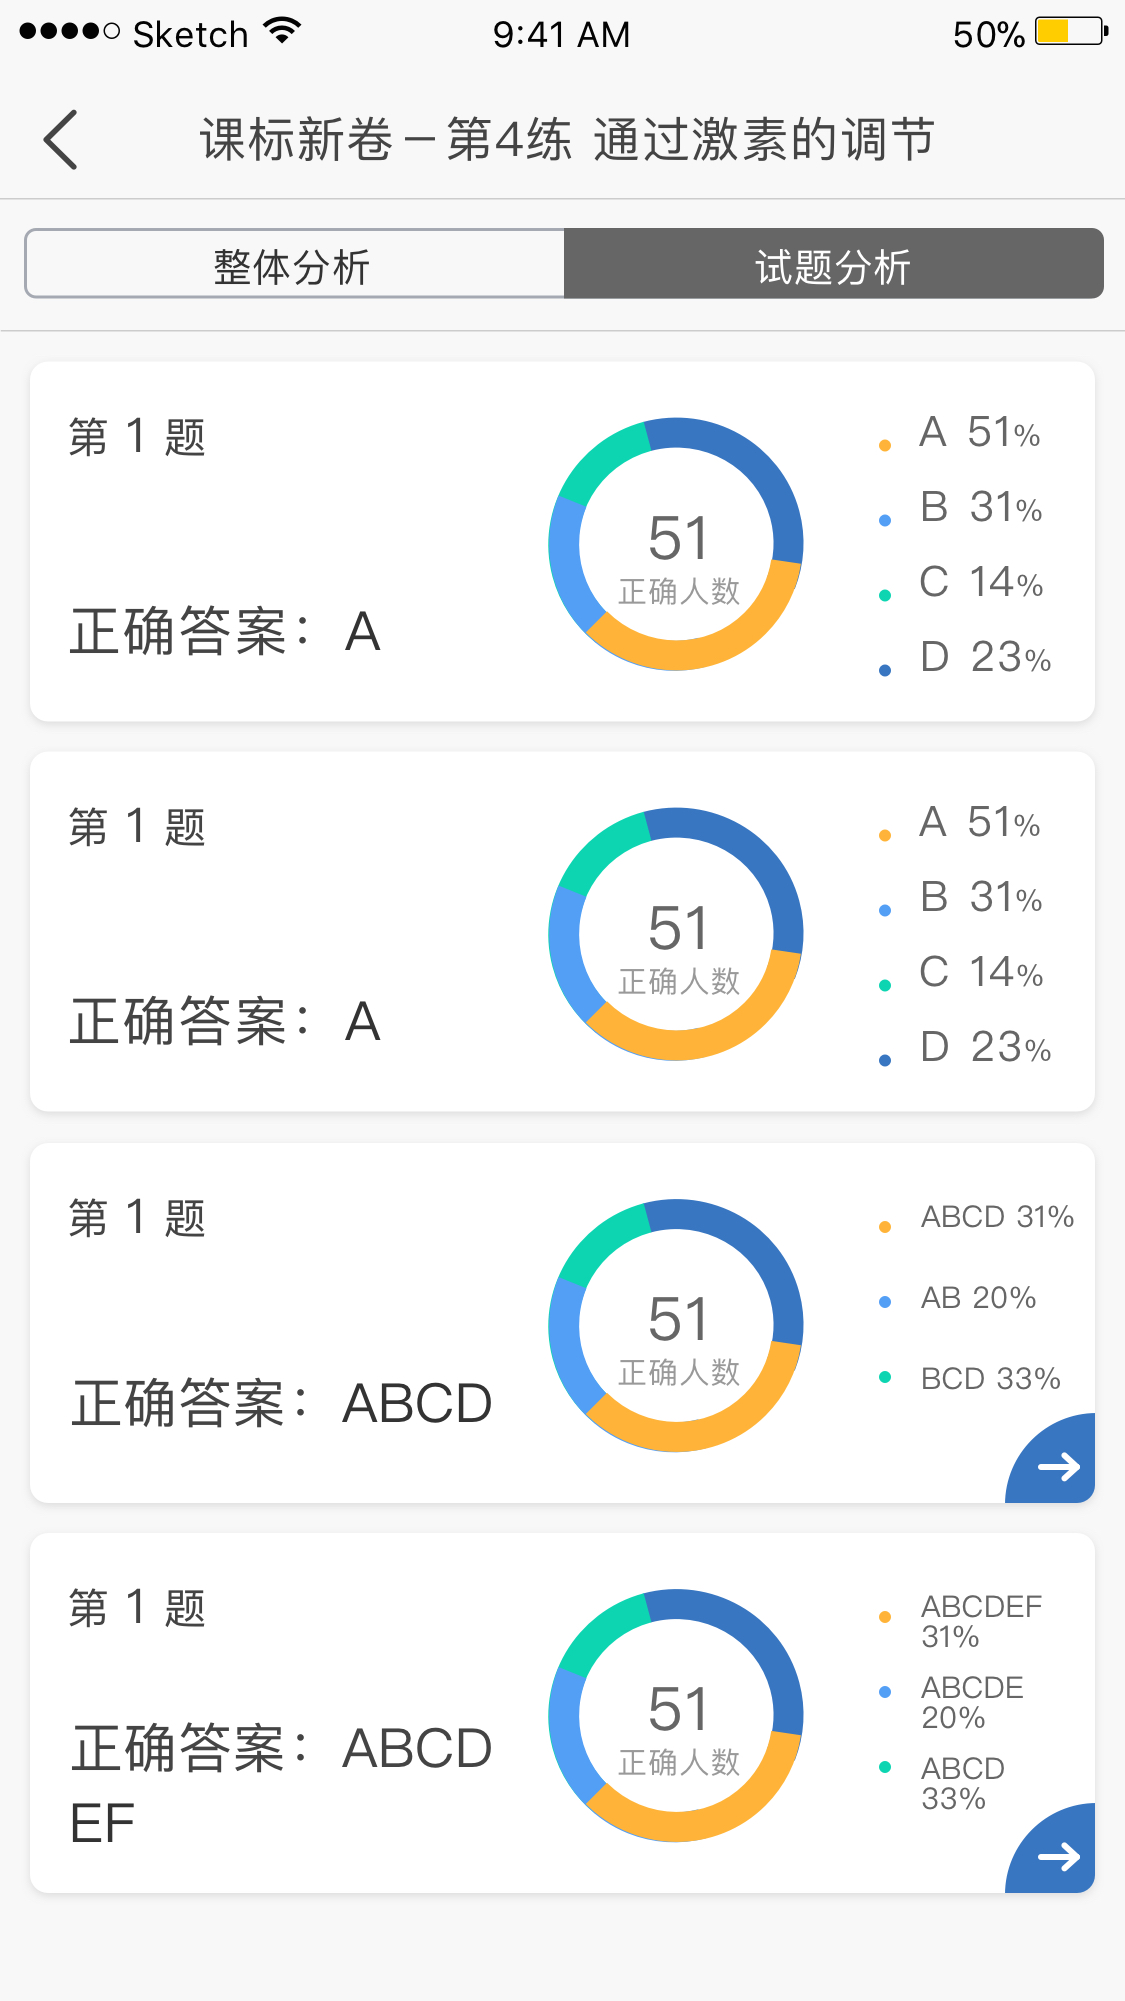 Sketch 9:41 AM 50%
课标新卷－第4练 通过激素的调节
整体分析 试题分析
第 1 题
正确答案：A
51
正确人数
A 51%
B 31%
C 14%
D 23%
第 1 题
正确答案：A
51
正确人数
A 51%
B 31%
C 14%
D 23%
第 1 题
正确答案：ABCD
51
正确人数
ABCD 31%
AB 20%
BCD 33%
第 1 题
正确答案：ABCD
EF
51
正确人数
ABCDEF
31%
ABCDE
20%
ABCD
33%